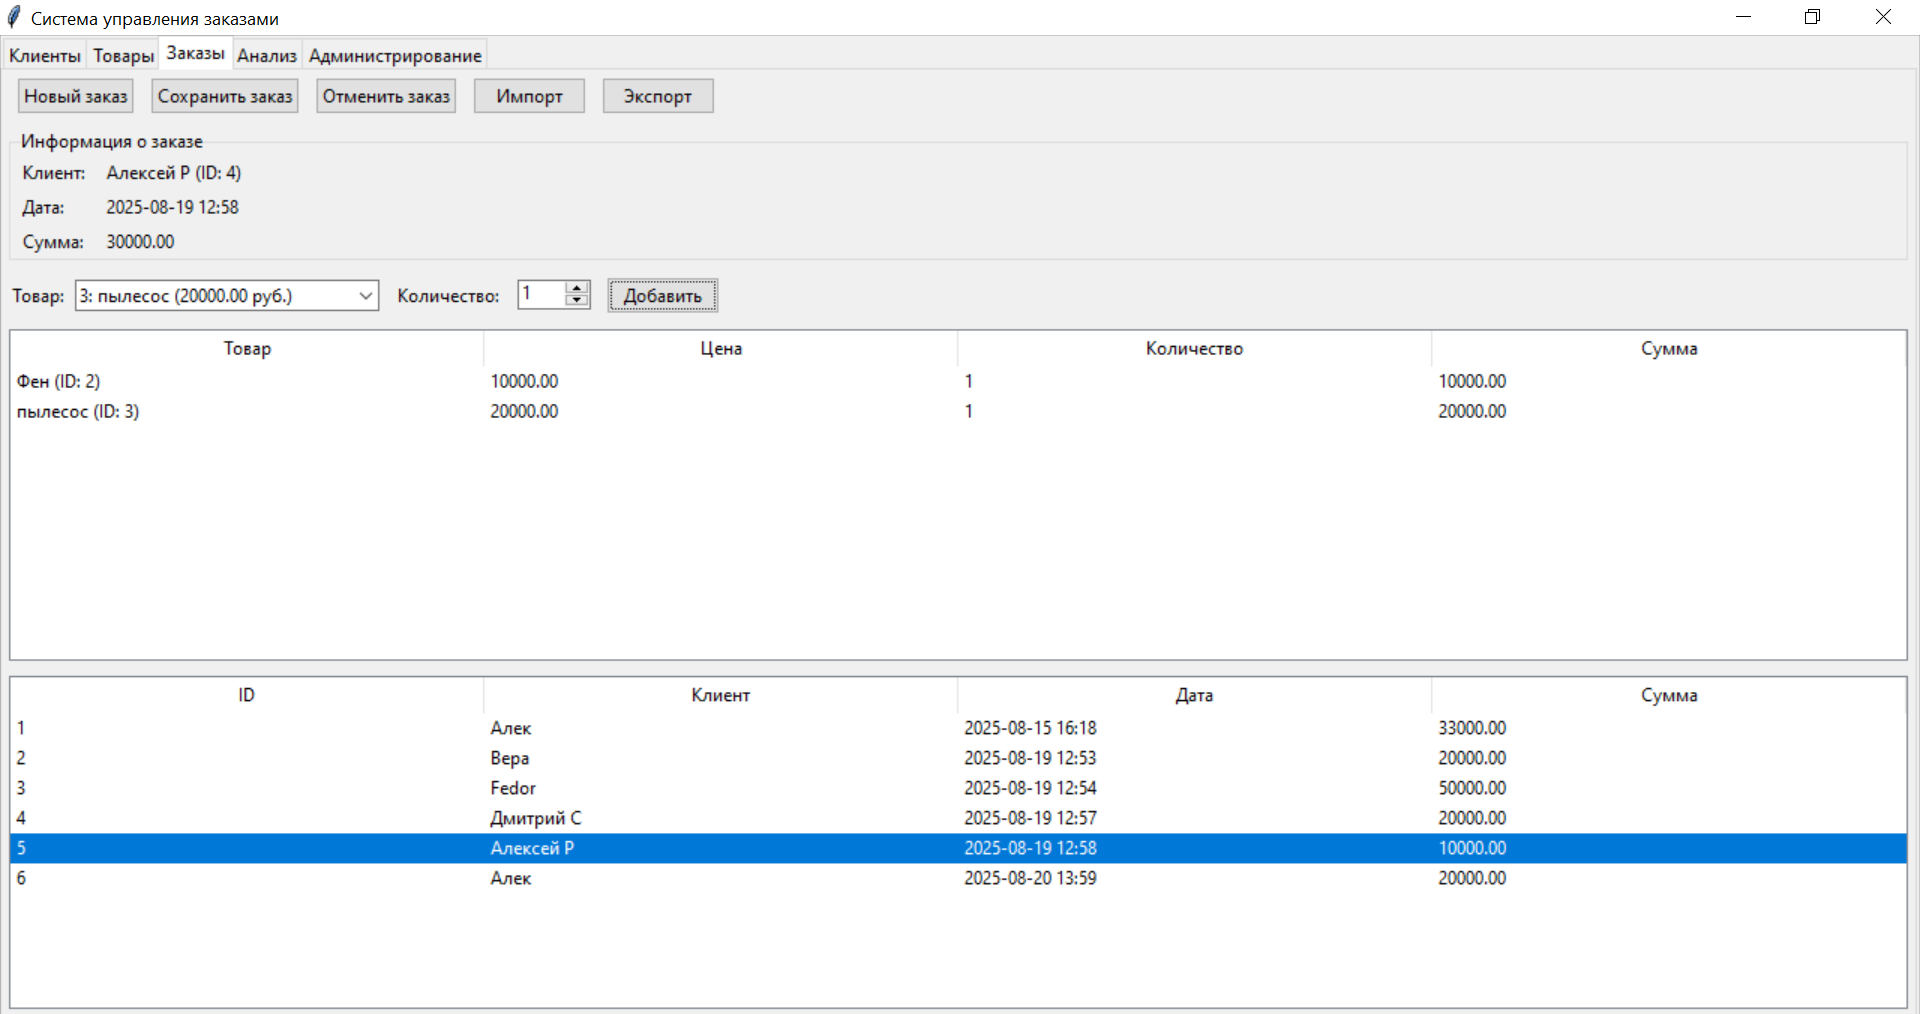 Система управления заказами
Клиенты Товары Заказы Анализ Администрирование
Новый заказ Сохранить заказ Отменить заказ Импорт Экспорт
Информация о заказе
Клиент: Алексей Р (ID: 4)
Дата: 2025-08-19 12:58
Сумма: 30000.00
Товар: 3: пылесос (20000.00 руб.) Количество: 1 Добавить
Товар Цена Количество Сумма
Фен (ID: 2) 10000.00 1 10000.00
пылесос (ID: 3) 20000.00 1 20000.00
ID Клиент Дата Сумма
1 Алек 2025-08-15 16:18 33000.00
2 Вера 2025-08-19 12:53 20000.00
3 Fedor 2025-08-19 12:54 50000.00
4 Дмитрий С 2025-08-19 12:57 20000.00
5 Алексей Р 2025-08-19 12:58 10000.00
6 Алек 2025-08-20 13:59 20000.00